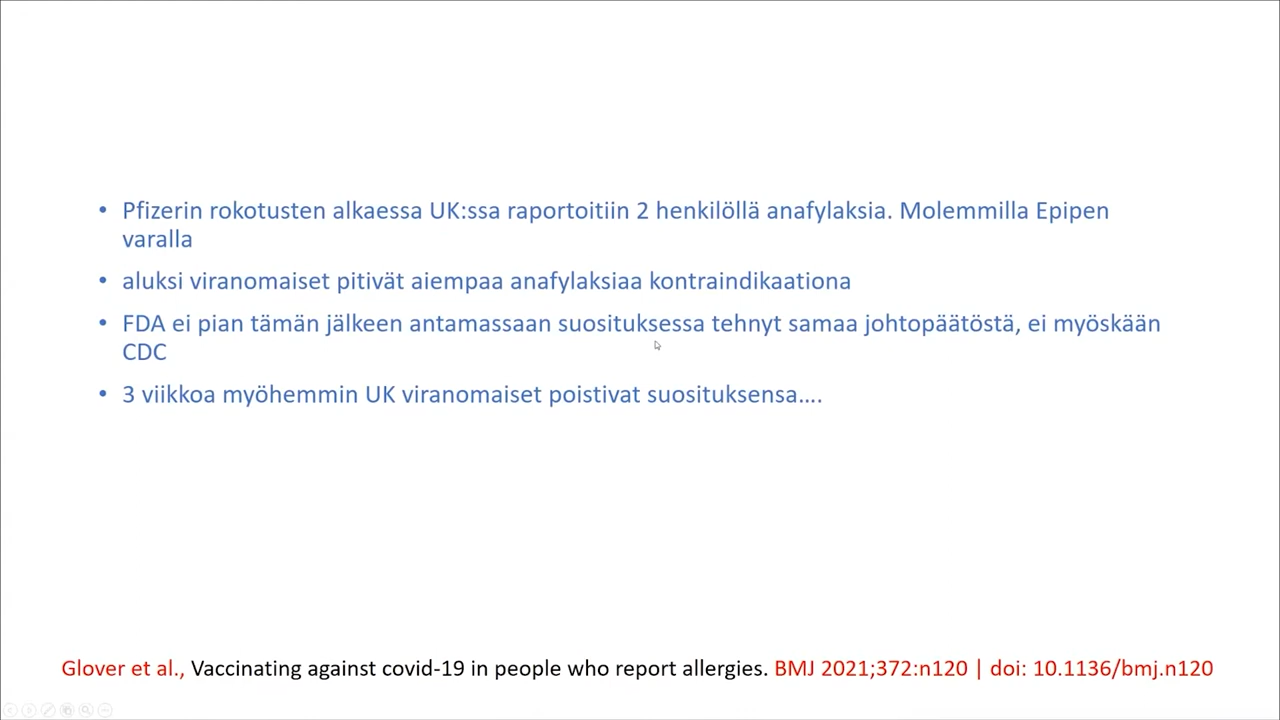 • Pfizerin rokotusten alkaessa UK:ssa raportoitiin 2 henkilöllä anafylaksia. Molemmilla Epipen
varalla
• aluksi viranomaiset pitivät aiempaa anafylaksiaa kontraindikaationa
• FDA ei pian tämän jälkeen antamassaan suosituksessa tehnyt samaa johtopäätöstä, ei myöskään
CDC
• 3 viikkoa myöhemmin UK viranomaiset poistivat suosituksensa....
Glover et al., Vaccinating against covid-19 in people who report allergies. BMJ 2021;372:n120 | doi: 10.1136/bmj.n120